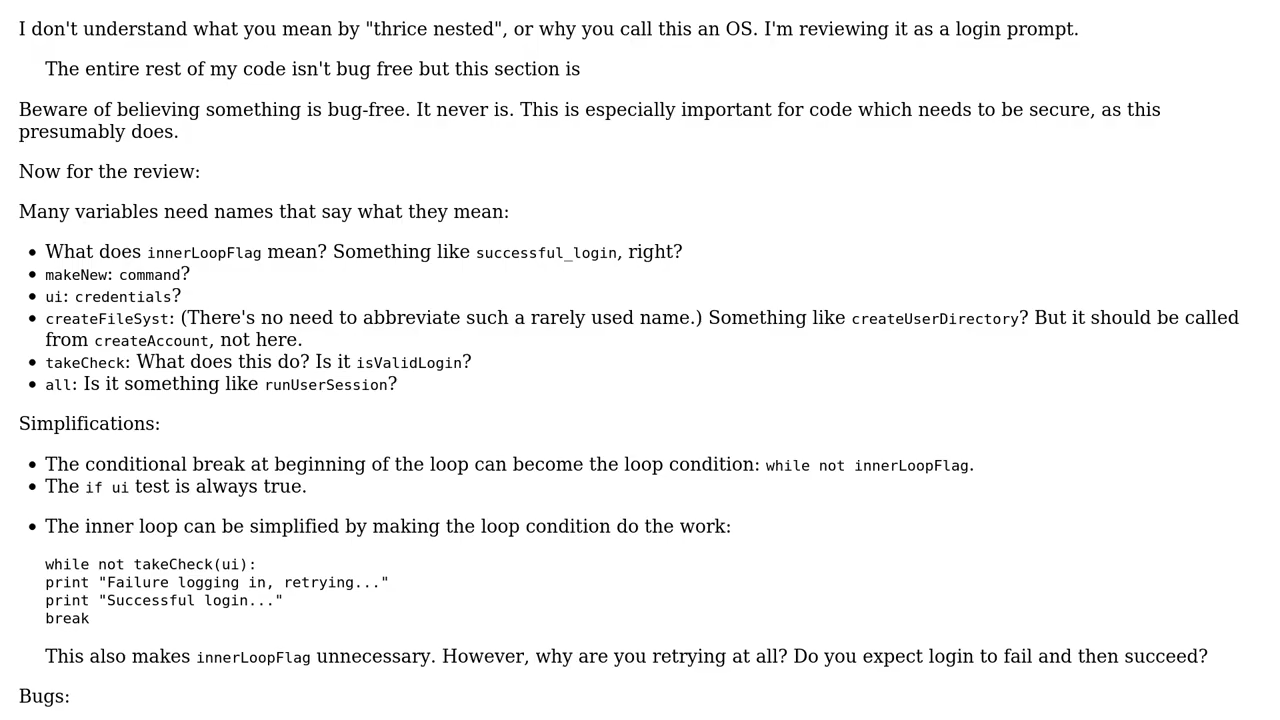 I don't understand what you mean by "thrice nested", or why you call this an OS. I'm reviewing it as a login prompt.
The entire rest of my code isn't bug free but this section is
Beware of believing something is bug-free. It never is. This is especially important for code which needs to be secure, as this
presumably does.
Now for the review:
Many variables need names that say what they mean:
• What does innerLoopFlag mean? Something like successful_login, right?
• makeNew: command?
• ui: credentials?
• createFileSyst: (There's no need to abbreviate such a rarely used name.) Something like createUserDirectory? But it should be called
from createAccount, not here.
• takeCheck: What does this do? Is it isValidLogin?
• all: Is it something like runUserSession?
Simplifications:
• The conditional break at beginning of the loop can become the loop condition: while not innerLoopFlag.
• The if ui test is always true.
• The inner loop can be simplified by making the loop condition do the work:
while not takeCheck(ui):
print "Failure logging in, retrying..."
print "Successful login..."
break
This also makes innerLoopFlag unnecessary. However, why are you retrying at all? Do you expect login to fail and then succeed?
Bugs: